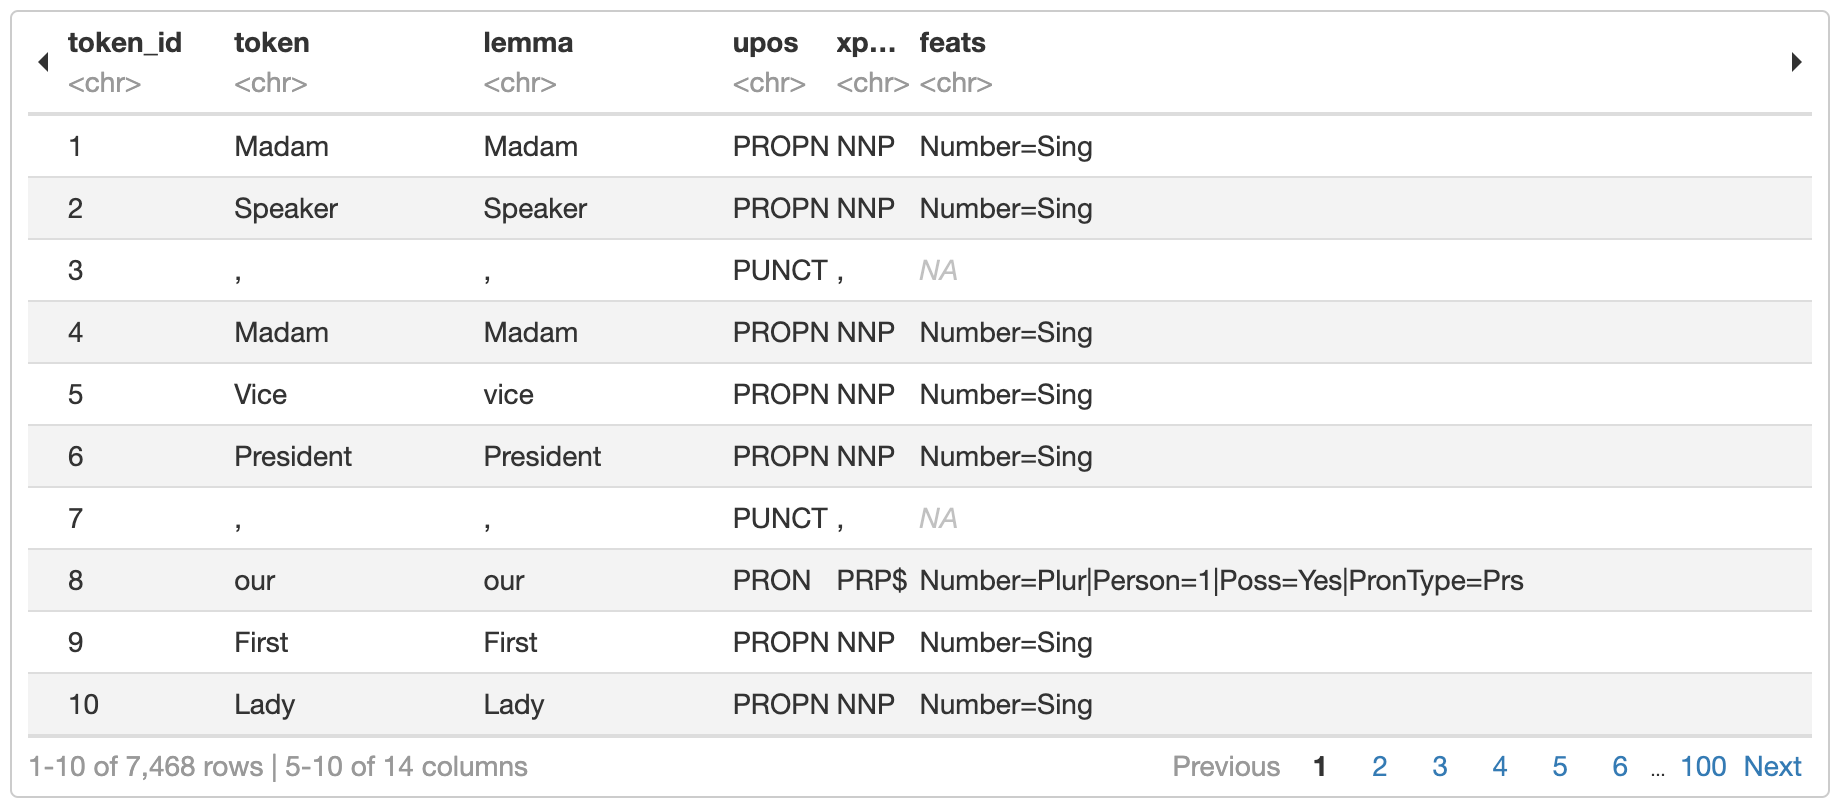 token_id token lemma upos xp... feats
<chr> <chr> <chr> <chr> <chr> <chr>
1 Madam Madam PROPN NNP Number=Sing
2 Speaker Speaker PROPN NNP Number=Sing
3 , , PUNCT , NA
4 Madam Madam PROPN NNP Number=Sing
5 Vice vice PROPN NNP Number=Sing
6 President President PROPN NNP Number=Sing
7 , , PUNCT , NA
8 our our PRON PRP$ Number=Plur|Person=1|Poss=Yes|PronType=Prs
9 First First PROPN NNP Number=Sing
10 Lady Lady PROPN NNP Number=Sing
1-10 of 7,468 rows | 5-10 of 14 columns Previous 1 2 3 4 5 6 ... 100 Next